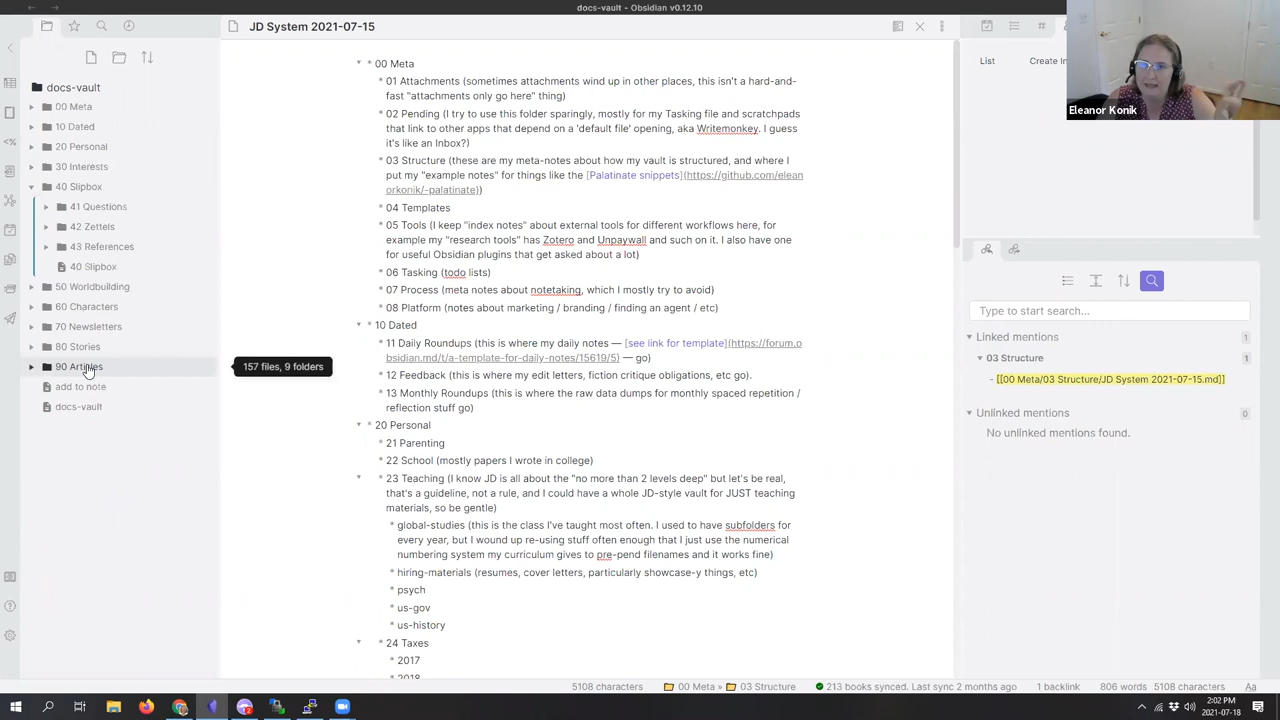 docs-vault - Obsidian v0.12.10
JD System 2021-07-15
docs-vault
00 Meta
10 Dated
20 Personal
30 Interests
40 Slipbox
41 Questions
42 Zettels
43 References
40 Slipbox
50 Worldbuilding
60 Characters
70 Newsletters
80 Stories
90 Articles
add to note
docs-vault
157 files, 9 folders
* 00 Meta
* 01 Attachments (sometimes attachments wind up in other places, this isn't a hard-and-
fast "attachments only go here" thing)
* 02 Pending (I try to use this folder sparingly, mostly for my Tasking file and scratchpads
that link to other apps that depend on a 'default file' opening, aka Writemonkey. I guess
it's like an Inbox?)
* 03 Structure (these are my meta-notes about how my vault is structured, and where I
put my "example notes" for things like the [Palatinate snippets](https://github.com/elean
orkonik/-palatinate))
* 04 Templates
* 05 Tools (I keep "index notes" about external tools for different workflows here, for
example my "research tools" has Zotero and Unpaywall and such on it. I also have one
for useful Obsidian plugins that get asked about a lot)
* 06 Tasking (todo lists)
* 07 Process (meta notes about notetaking, which I mostly try to avoid)
* 08 Platform (notes about marketing / branding / finding an agent / etc)
* 10 Dated
* 11 Daily Roundups (this is where my daily notes — [see link for template](https://forum.o
bsidian.md/t/a-template-for-daily-notes/15619/5) — go)
* 12 Feedback (this is where my edit letters, fiction critique obligations, etc go).
* 13 Monthly Roundups (this is where the raw data dumps for monthly spaced repetition /
reflection stuff go)
* 20 Personal
* 21 Parenting
* 22 School (mostly papers I wrote in college)
* 23 Teaching (I know JD is all about the "no more than 2 levels deep" but let's be real,
that's a guideline, not a rule, and I could have a whole JD-style vault for JUST teaching
materials, so be gentle)
* global-studies (this is the class I've taught most often. I used to have subfolders for
every year, but I wound up re-using stuff often enough that I just use the numerical
numbering system my curriculum gives to pre-pend filenames and it works fine)
* hiring-materials (resumes, cover letters, particularly showcase-y things, etc)
* psych
* us-gov
* us-history
* 24 Taxes
* 2017
* 2018
List Create In
Eleanor Konik
Type to start search...
Linked mentions 1
03 Structure 1
- [[00 Meta/03 Structure/JD System 2021-07-15.md]]
Unlinked mentions 0
No unlinked mentions found.
5108 characters 00 Meta » 03 Structure 213 books synced. Last sync 2 months ago 1 backlink 806 words 5108 characters Aa
2:02 PM
2021-07-18